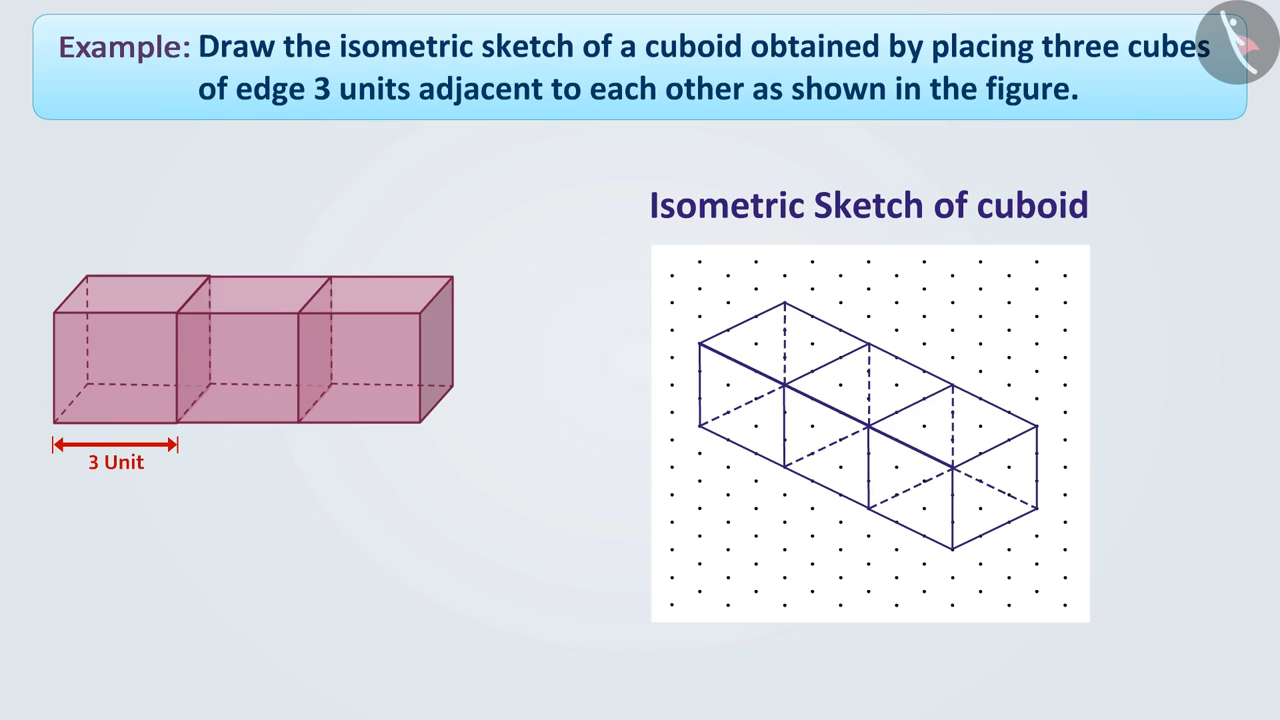 Example: Draw the isometric sketch of a cuboid obtained by placing three cubes
of edge 3 units adjacent to each other as shown in the figure.
Isometric Sketch of cuboid
3 Unit